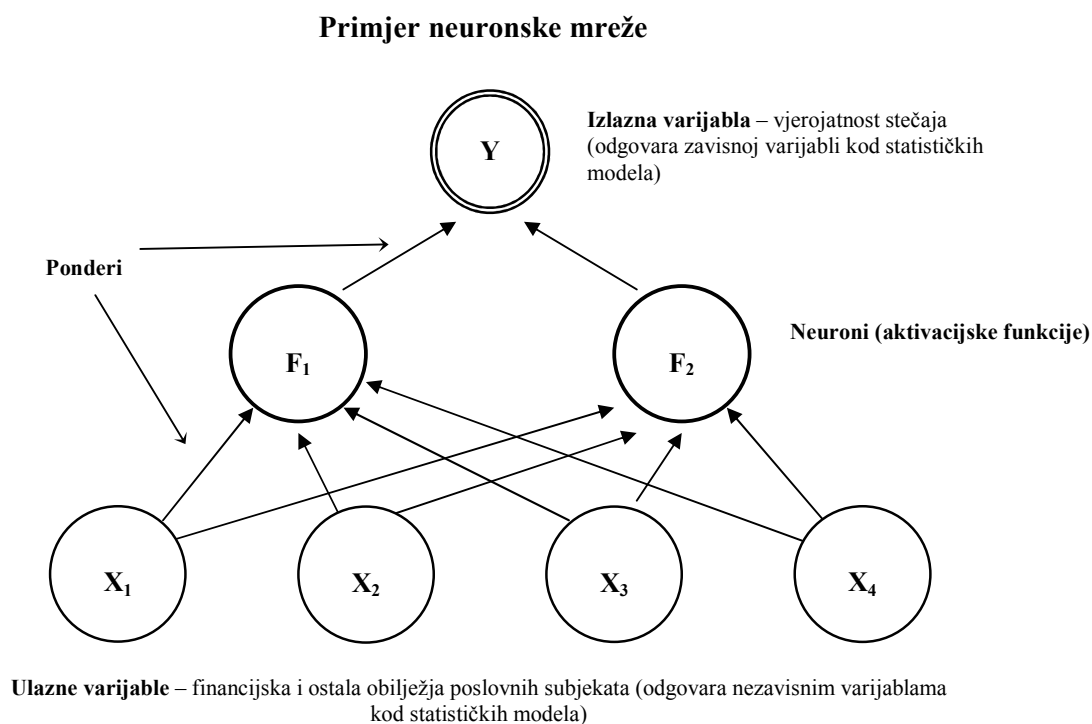 Primjer neuronske mreže
Y
Izlazna varijabla – vjerojatnost stečaja
(odgovara zavisnoj varijabli kod statističkih
modela)
Ponderi
F₁
F₂
Neuroni (aktivacijske funkcije)
X₁
X₂
X₃
X₄
Ulazne varijable – financijska i ostala obilježja poslovnih subjekata (odgovara nezavisnim varijablama
kod statističkih modela)